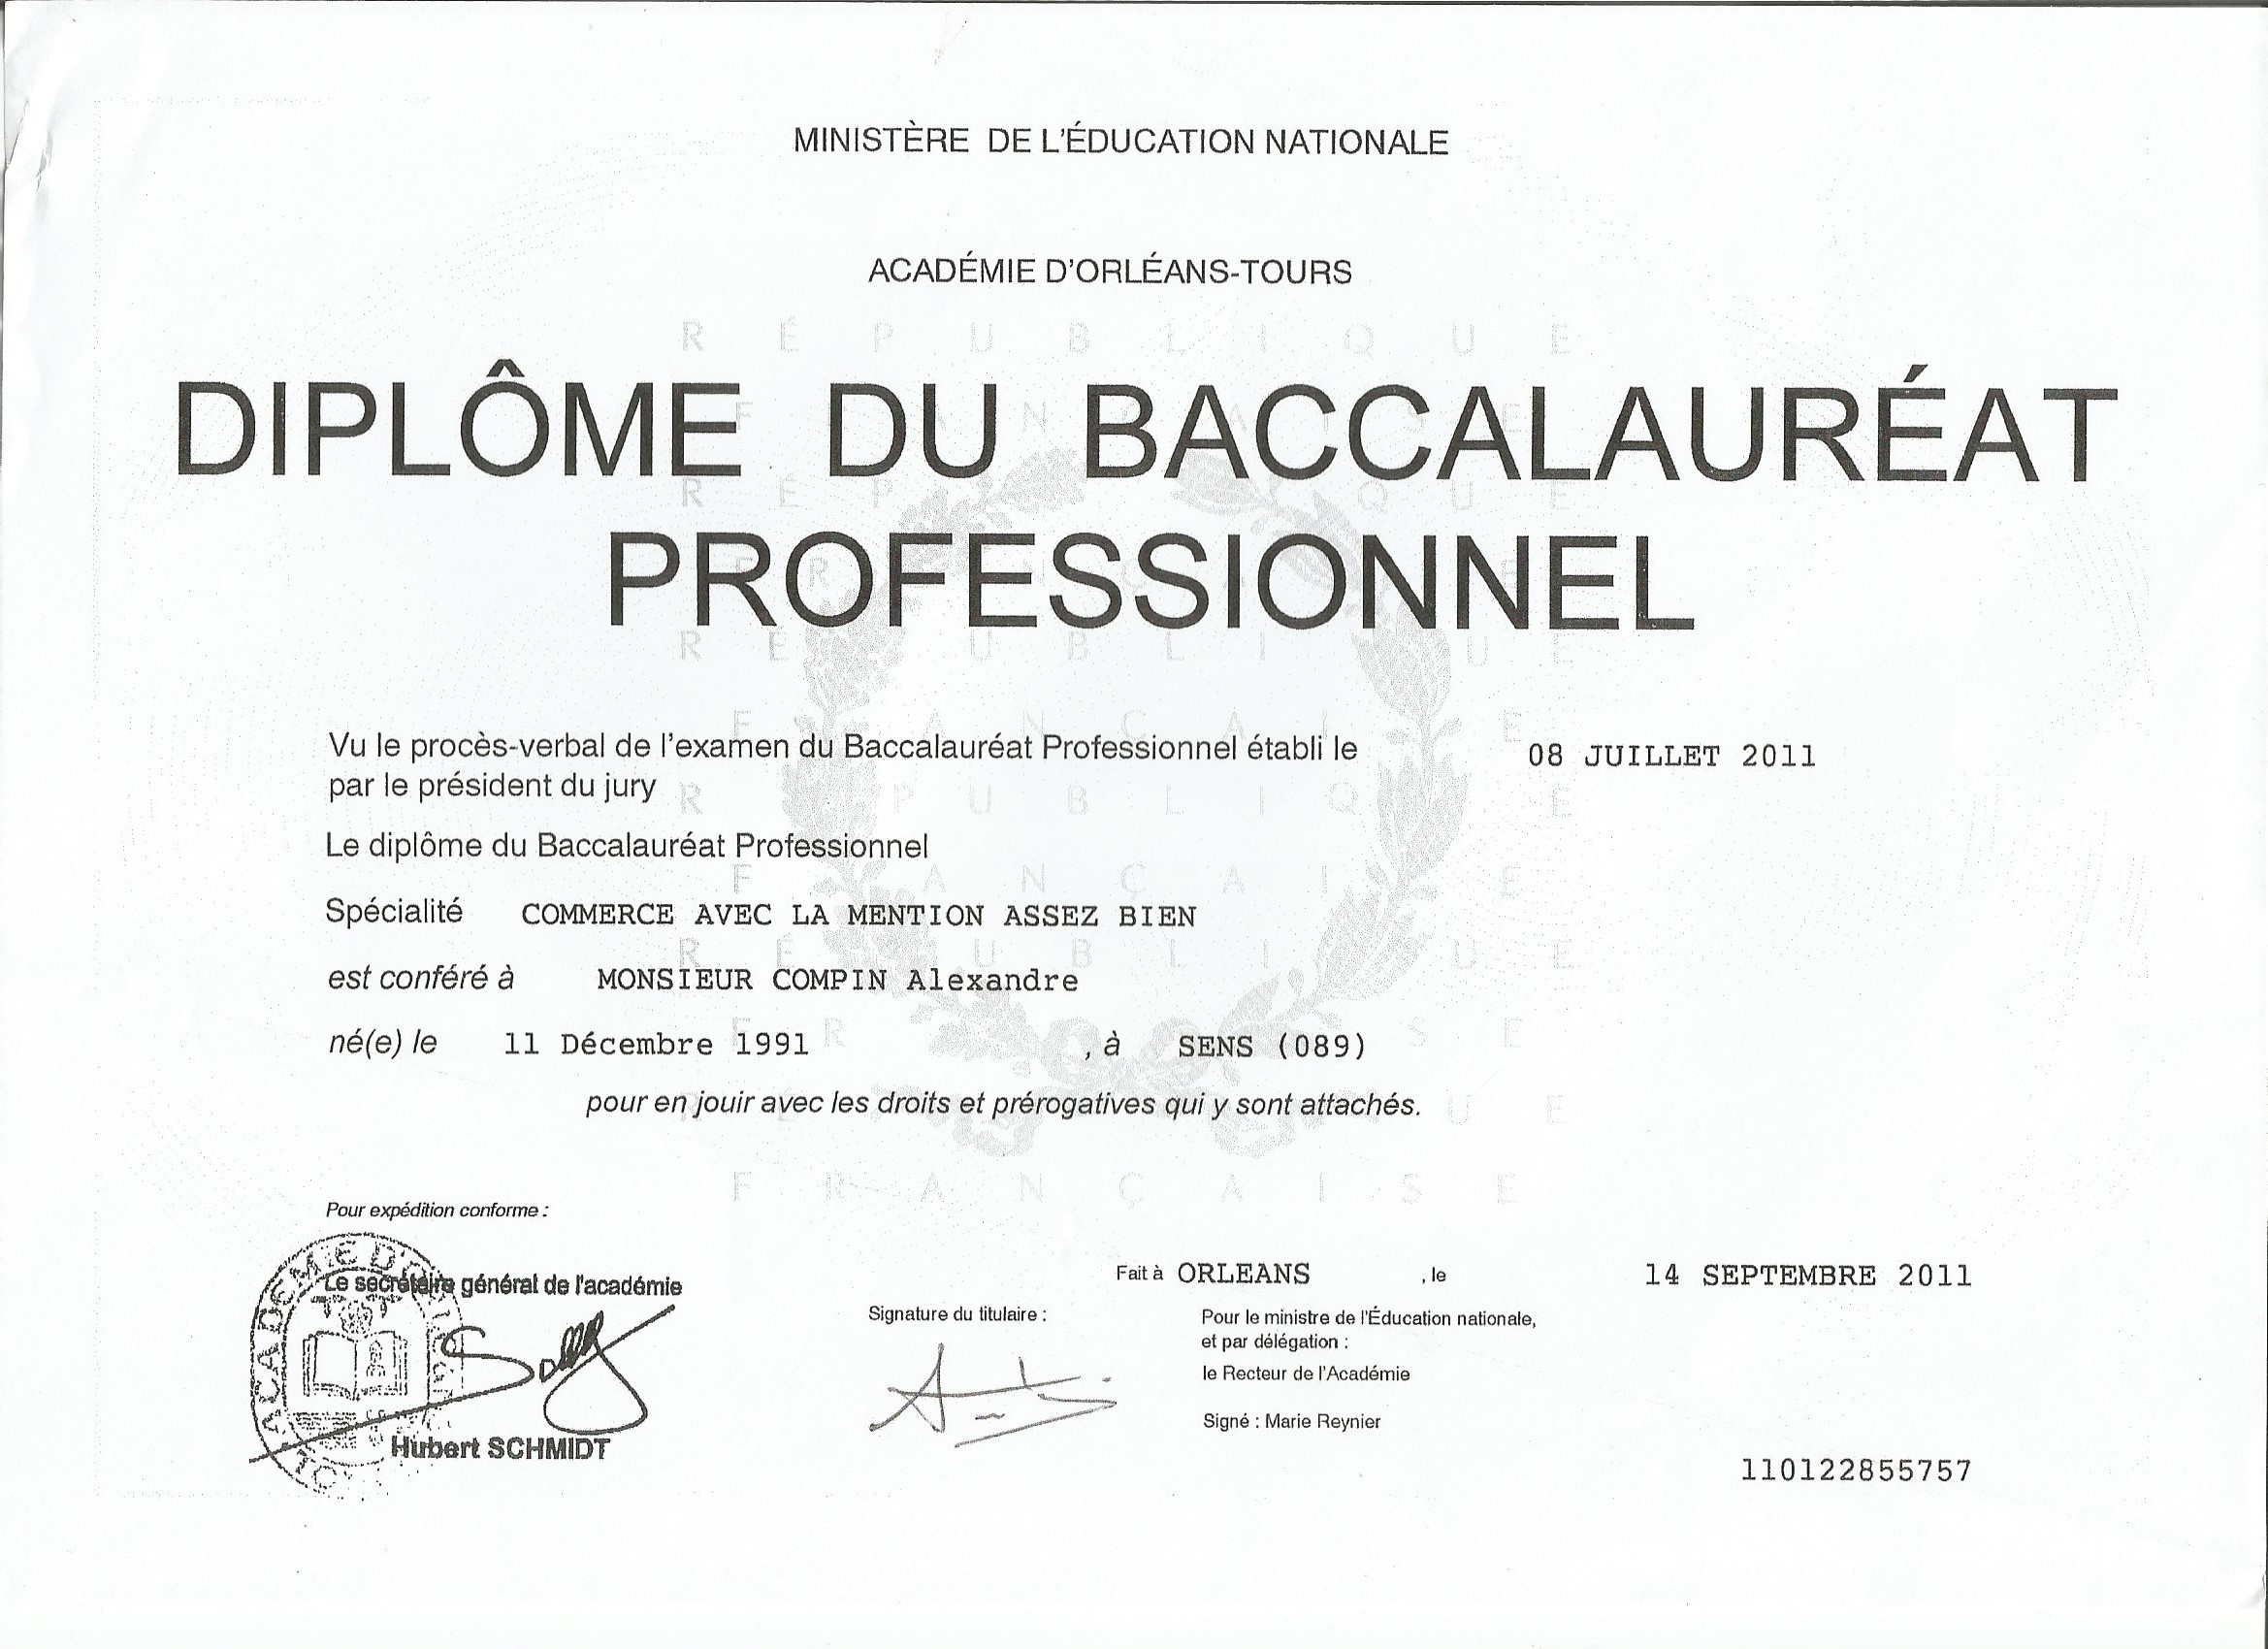 MINISTÈRE DE L'ÉDUCATION NATIONALE
ACADÉMIE D'ORLÉANS-TOURS
DIPLÔME DU BACCALAURÉAT
PROFESSIONNEL
Vu le procès-verbal de l'examen du Baccalauréat Professionnel établi le 08 JUILLET 2011
par le président du jury
Le diplôme du Baccalauréat Professionnel
Spécialité COMMERCE AVEC LA MENTION ASSEZ BIEN
est conféré à MONSIEUR COMPIN Alexandre
né(e) le 11 Décembre 1991 , à SENS (089)
pour en jouir avec les droits et prérogatives qui y sont attachés.
RÉPUBLIQUE
FRANÇAISE
Pour expédition conforme :
Le secrétaire général de l'académie
Hubert SCHMIDT
Fait à ORLEANS , le 14 SEPTEMBRE 2011
Signature du titulaire :
Pour le ministre de l'Éducation nationale,
et par délégation :
le Recteur de l'Académie
Signé : Marie Reynier
110122855757